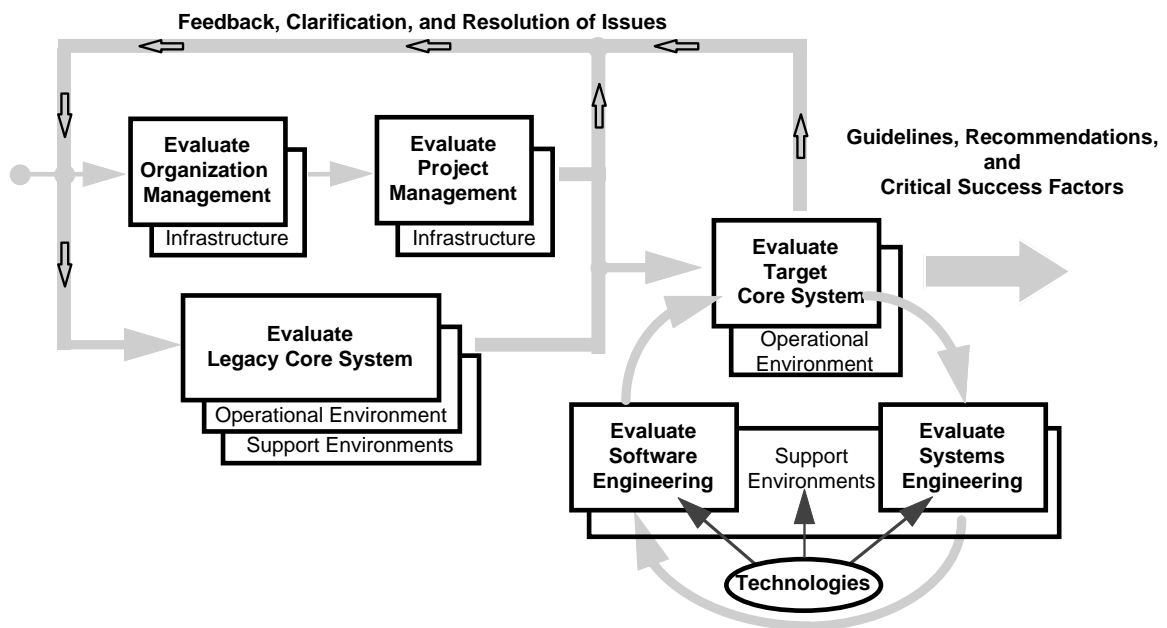 Feedback, Clarification, and Resolution of Issues
Evaluate
Organization
Management
Infrastructure
Evaluate
Project
Management
Infrastructure
Guidelines, Recommendations,
and
Critical Success Factors
Evaluate
Target
Core System
Operational
Environment
Evaluate
Legacy Core System
Operational Environment
Support Environments
Evaluate
Software
Engineering
Support
Environments
Evaluate
Systems
Engineering
Technologies